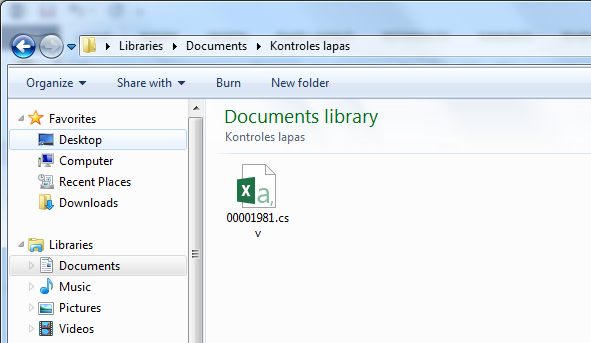 Libraries Documents Kontroles lapas
Organize Share with Burn New folder
Favorites
Desktop
Computer
Recent Places
Downloads
Libraries
Documents
Music
Pictures
Videos
Documents library
Kontroles lapas
a,
00001981.cs
v